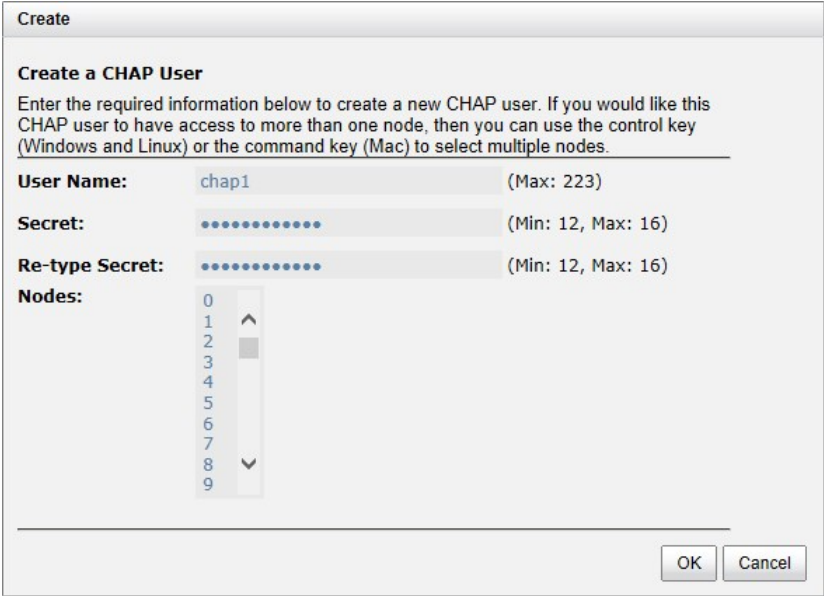 Create
Create a CHAP User
Enter the required information below to create a new CHAP user. If you would like this
CHAP user to have access to more than one node, then you can use the control key
(Windows and Linux) or the command key (Mac) to select multiple nodes.
User Name: chap1 (Max: 223)
Secret: •••••••••••• (Min: 12, Max: 16)
Re-type Secret: •••••••••••• (Min: 12, Max: 16)
Nodes:
0
1
2
3
4
5
6
7
8
9
OK Cancel